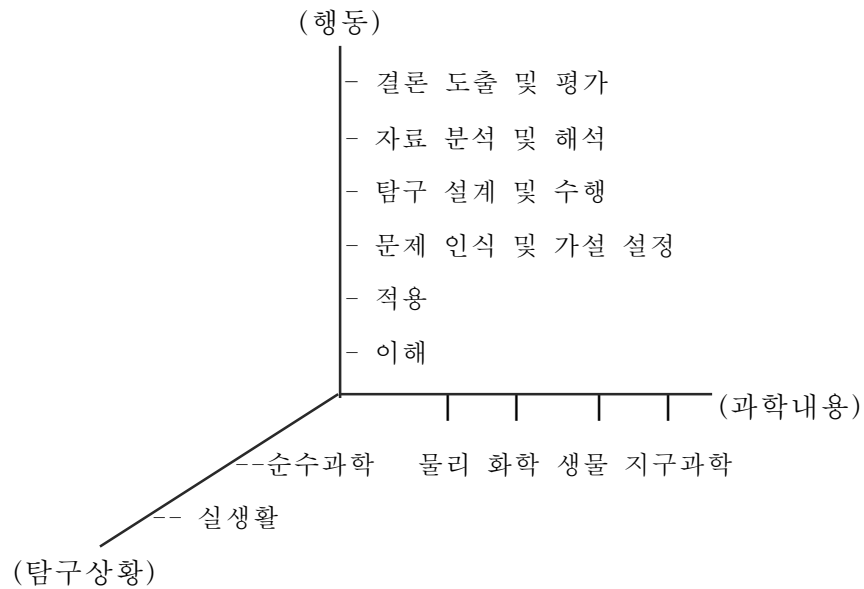 (행동)
- 결론 도출 및 평가
- 자료 분석 및 해석
- 탐구 설계 및 수행
- 문제 인식 및 가설 설정
- 적용
- 이해
(과학내용)
--순수과학 물리 화학 생물 지구과학
-- 실생활
(탐구상황)